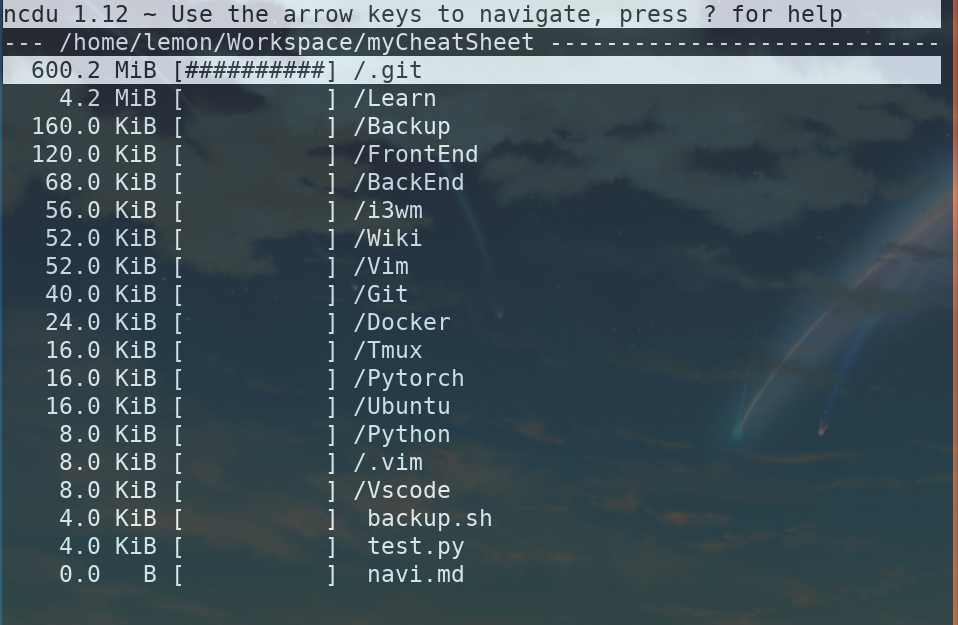 ncdu 1.12 ~ Use the arrow keys to navigate, press ? for help
--- /home/lemon/Workspace/myCheatSheet ----------------------------
600.2 MiB [##########] /.git
4.2 MiB [          ] /Learn
160.0 KiB [          ] /Backup
120.0 KiB [          ] /FrontEnd
68.0 KiB [          ] /BackEnd
56.0 KiB [          ] /i3wm
52.0 KiB [          ] /Wiki
52.0 KiB [          ] /Vim
40.0 KiB [          ] /Git
24.0 KiB [          ] /Docker
16.0 KiB [          ] /Tmux
16.0 KiB [          ] /Pytorch
16.0 KiB [          ] /Ubuntu
8.0 KiB [          ] /Python
8.0 KiB [          ] /.vim
8.0 KiB [          ] /Vscode
4.0 KiB [          ]  backup.sh
4.0 KiB [          ]  test.py
0.0   B [          ]  navi.md